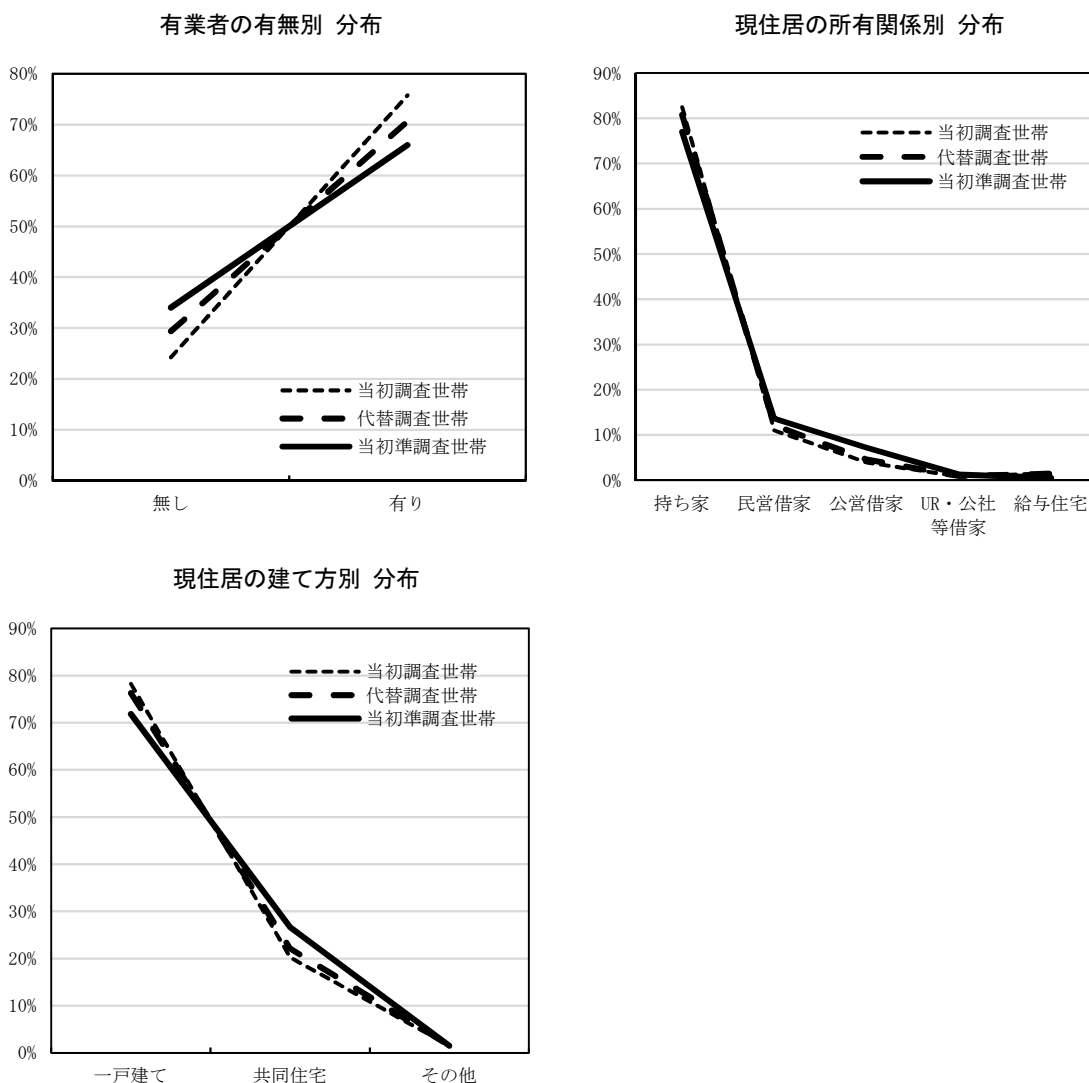 有業者の有無別 分布
80%
70%
60%
50%
40%
30%
20%
10%
0%
無し
有り
当初調査世帯
代替調査世帯
当初準調査世帯
現住居の所有関係別 分布
90%
80%
70%
60%
50%
40%
30%
20%
10%
0%
持ち家
民営借家
公営借家
UR・公社
等借家
給与住宅
当初調査世帯
代替調査世帯
当初準調査世帯
現住居の建て方別 分布
90%
80%
70%
60%
50%
40%
30%
20%
10%
0%
一戸建て
共同住宅
その他
当初調査世帯
代替調査世帯
当初準調査世帯